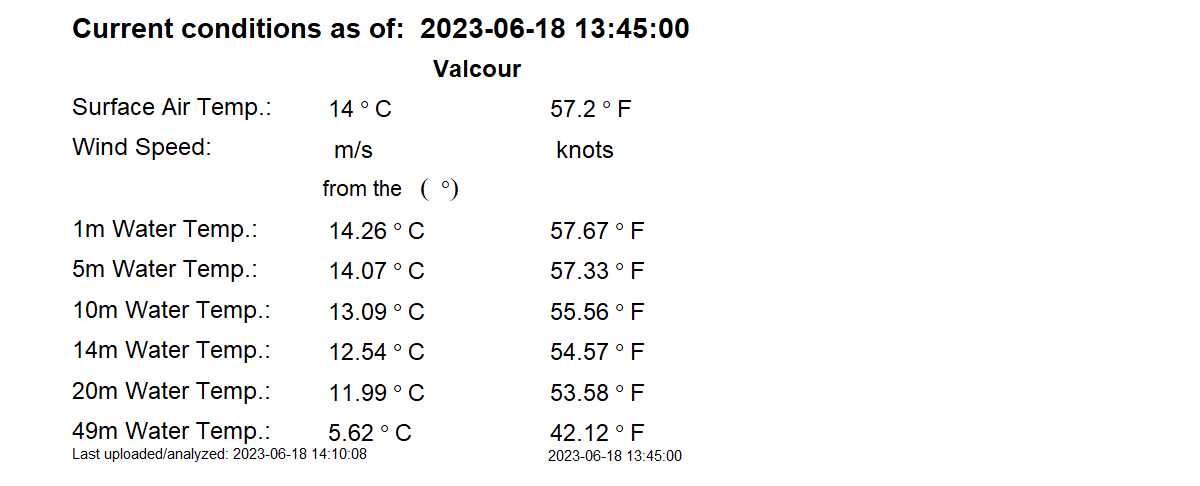 Current conditions as of: 2023-06-18 13:45:00
Valcour
Surface Air Temp.: 14 ° C 57.2 ° F
Wind Speed: m/s knots
from the ( °)
1m Water Temp.: 14.26 ° C 57.67 ° F
5m Water Temp.: 14.07 ° C 57.33 ° F
10m Water Temp.: 13.09 ° C 55.56 ° F
14m Water Temp.: 12.54 ° C 54.57 ° F
20m Water Temp.: 11.99 ° C 53.58 ° F
49m Water Temp.: 5.62 ° C 42.12 ° F
Last uploaded/analyzed: 2023-06-18 14:10:08 2023-06-18 13:45:00